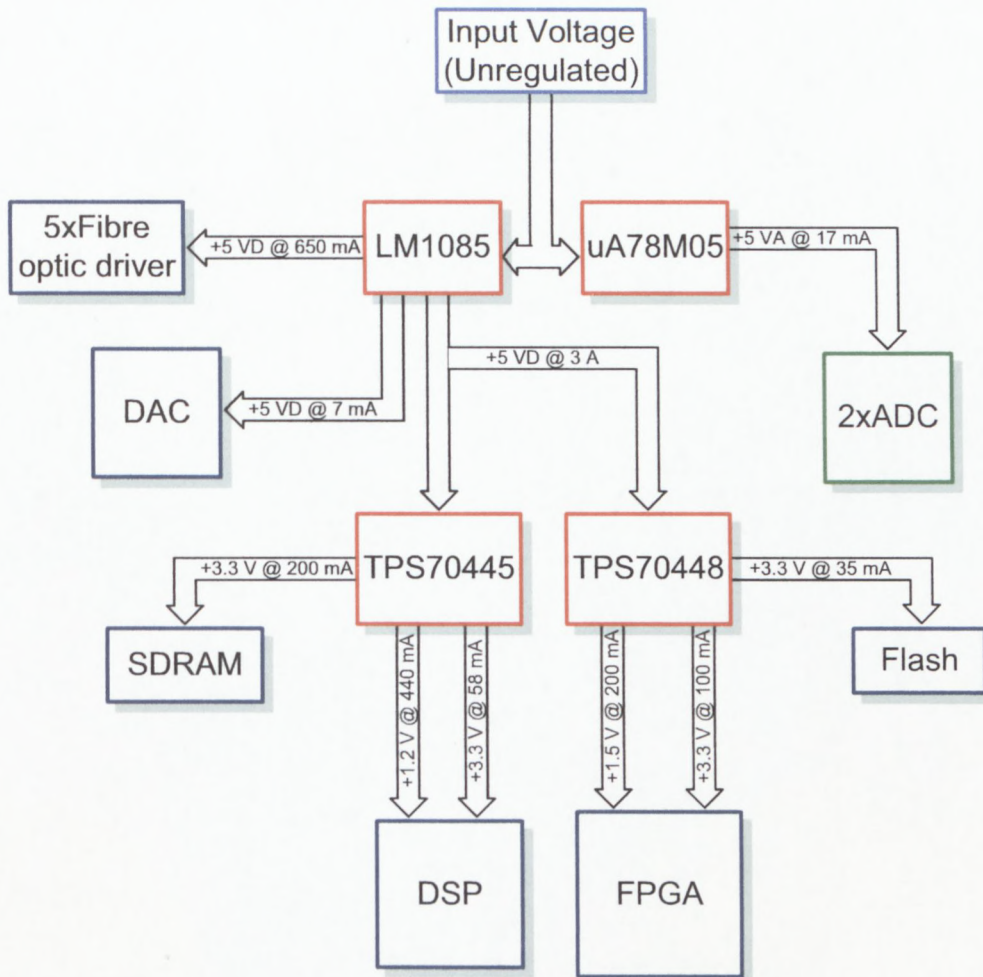 Input Voltage
(Unregulated)
5xFibre
optic driver
+5 VD @ 650 mA
LM1085
uA78M05
+5 VA @ 17 mA
+5 VD @ 3 A
DAC
+5 VD @ 7 mA
2xADC
+3.3 V @ 200 mA
TPS70445
TPS70448
+3.3 V @ 35 mA
SDRAM
Flash
+1.2 V @ 440 mA
+3.3 V @ 58 mA
+1.5 V @ 200 mA
+3.3 V @ 100 mA
DSP
FPGA